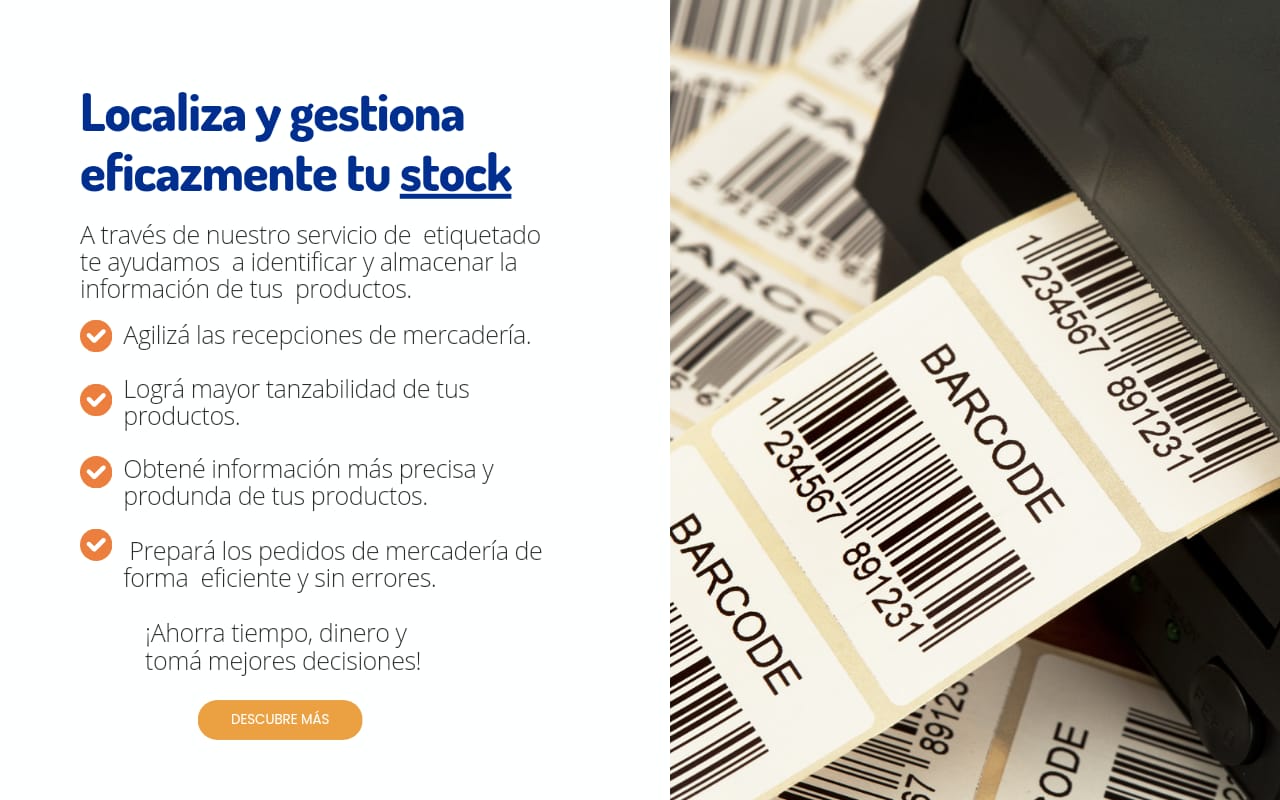 Localiza y gestiona
eficazmente tu stock
A través de nuestro servicio de etiquetado
te ayudamos a identificar y almacenar la
información de tus productos.
Agilizá las recepciones de mercadería.
Lográ mayor tanzabilidad de tus
productos.
Obtené información más precisa y
produnda de tus productos.
Prepará los pedidos de mercadería de
forma eficiente y sin errores.
¡Ahorra tiempo, dinero y
tomá mejores decisiones!
DESCUBRE MÁS
1 234567 891231
BARCODE
1 234567 891231
BARCODE